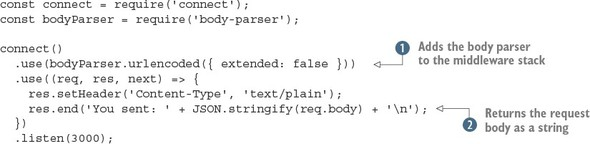 const connect = require('connect');
const bodyParser = require('body-parser');

connect()
  .use(bodyParser.urlencoded({ extended: false }))
  .use((req, res, next) => {
    res.setHeader('Content-Type', 'text/plain');
    res.end('You sent: ' + JSON.stringify(req.body) + '\n');
  })
  .listen(3000);
1 Adds the body parser
to the middleware stack
2 Returns the request
body as a string